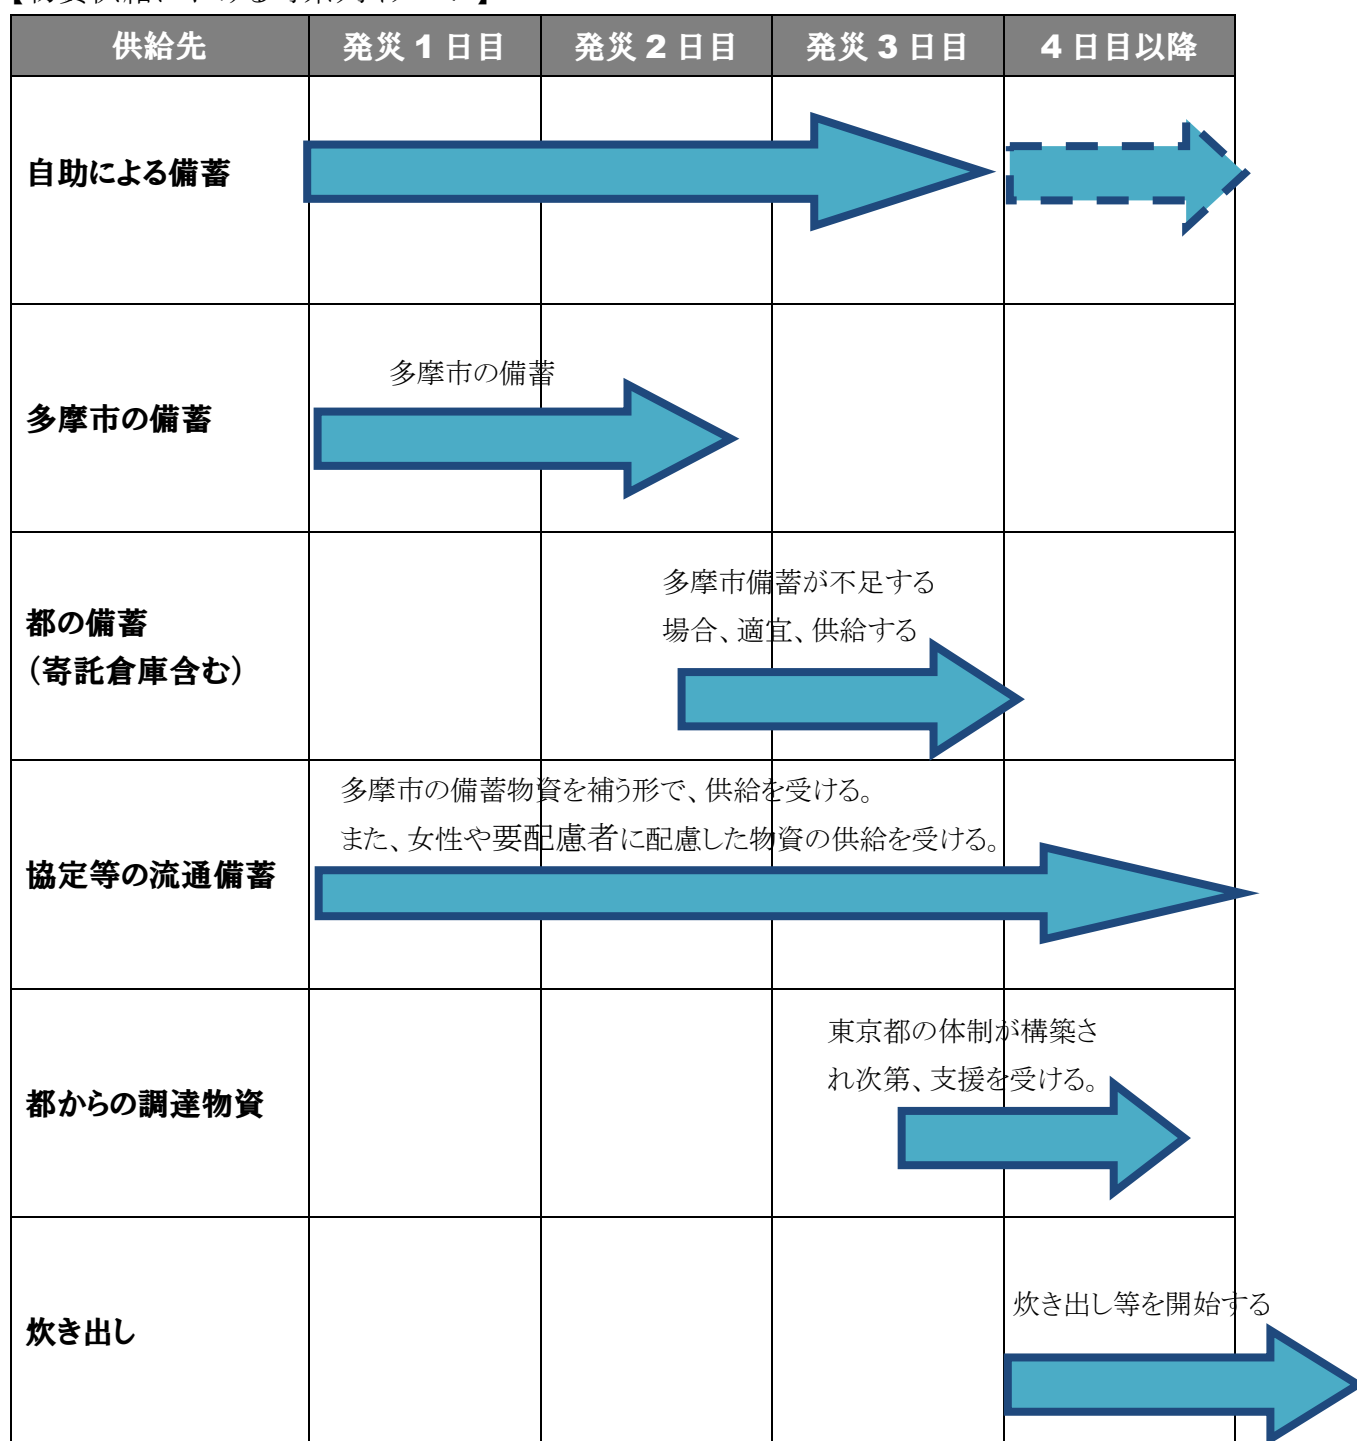 供給先 発災1日目 発災2日目 発災3日目 4日目以降
自助による備蓄
多摩市の備蓄
多摩市の備蓄
多摩市備蓄が不足する
場合、適宜、供給する
都の備蓄
（寄託倉庫含む）
多摩市の備蓄物資を補う形で、供給を受ける。
また、女性や要配慮者に配慮した物資の供給を受ける。
協定等の流通備蓄
東京都の体制が構築さ
れ次第、支援を受ける。
都からの調達物資
炊き出し等を開始する
炊き出し